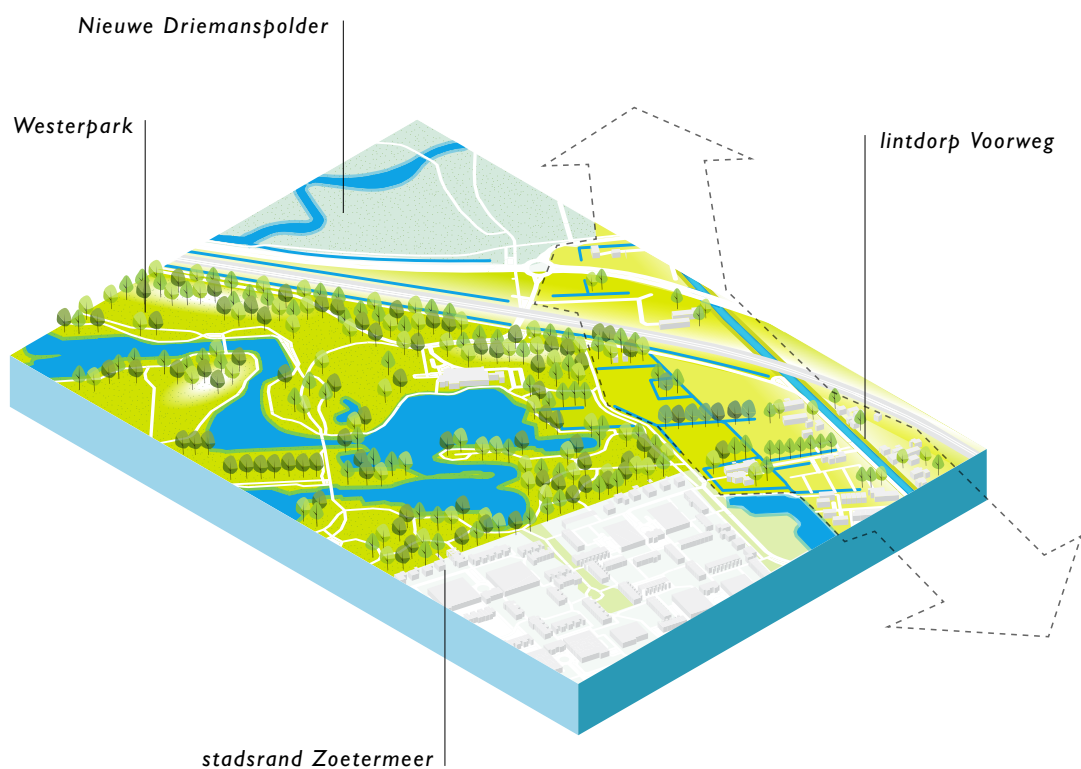 Nieuwe Driemanspolder
Westerpark
lintdorp Voorweg
stadsrand Zoetermeer